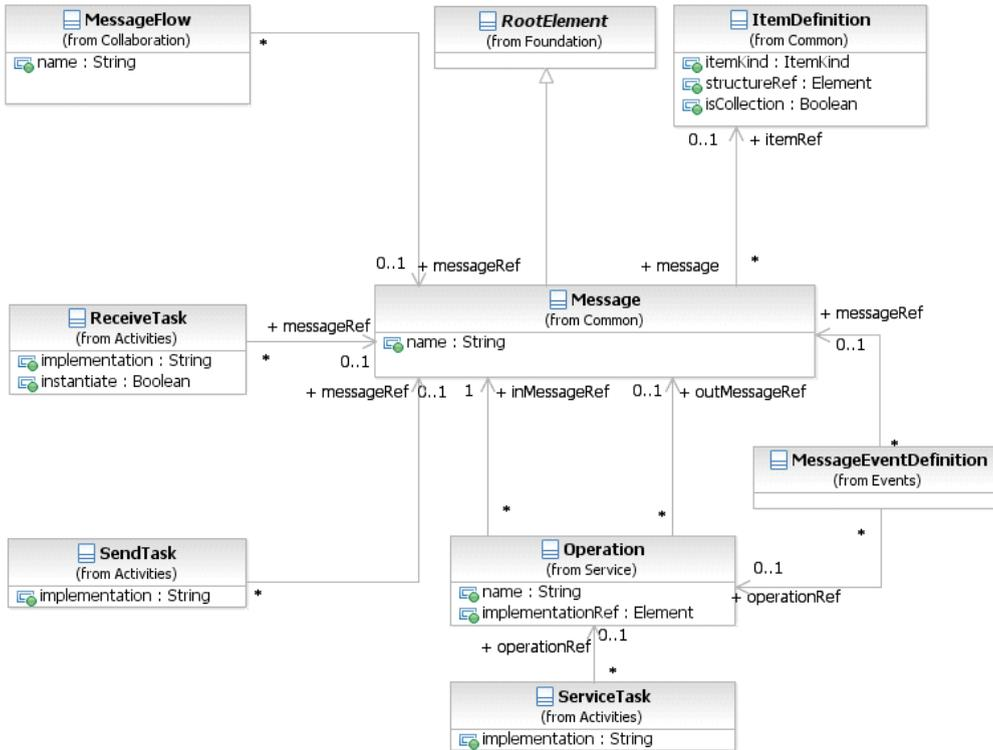 MessageFlow
(from Collaboration)
name : String
*
RootElement
(from Foundation)
ItemDefinition
(from Common)
itemKind : ItemKind
structureRef : Element
isCollection : Boolean
0..1 + itemRef
0..1 + messageRef
+ message *
Message
(from Common)
name : String
ReceiveTask
(from Activities)
implementation : String
instantiate : Boolean
+ messageRef
* 0..1
+ messageRef
0..1
+ messageRef 0..1
1 + inMessageRef
0..1 + outMessageRef
*
MessageEventDefinition
(from Events)
*
*
*
SendTask
(from Activities)
implementation : String
*
Operation
(from Service)
name : String
implementationRef : Element
0..1
+ operationRef
+ operationRef 0..1
*
ServiceTask
(from Activities)
implementation : String